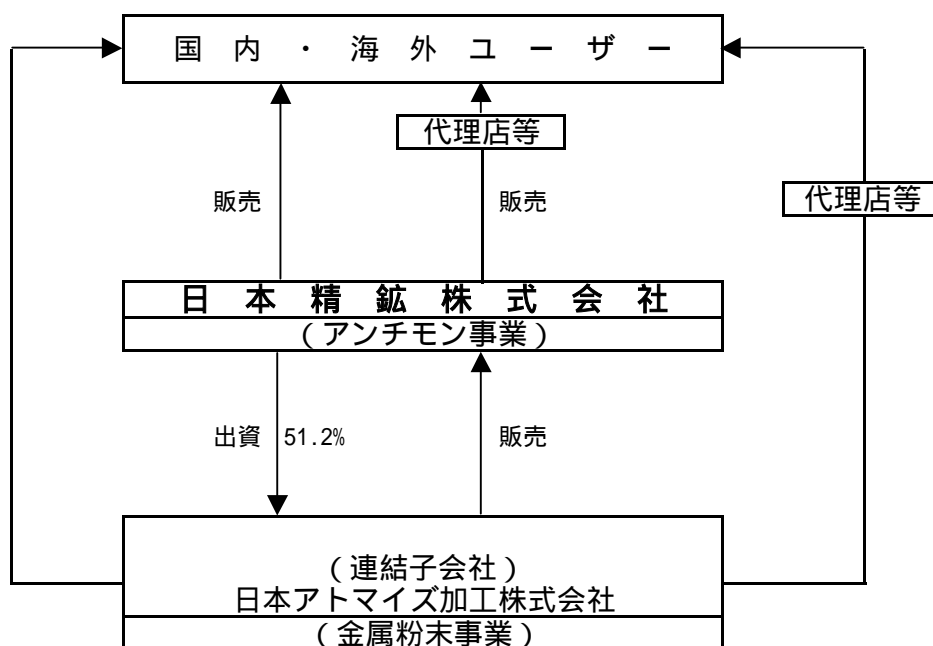 国内・海外ユーザー
代理店等
代理店等
販売
販売
日本精鉱株式会社
(アンチモン事業)
出資 51.2%
販売
(連結子会社)
日本アトマイズ加工株式会社
(金属粉末事業)